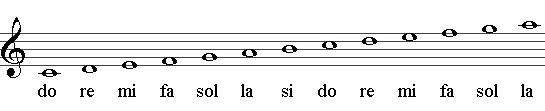 do re mi fa sol la si do re mi fa sol la